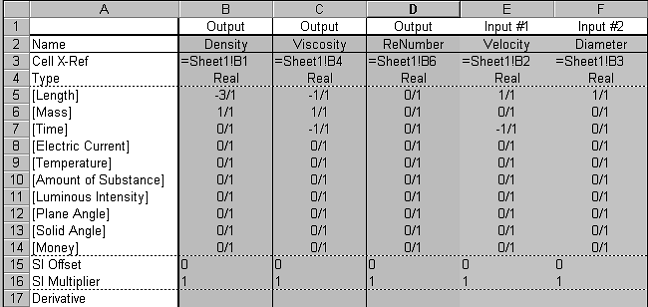 A B C D E F
1 Output Output Output Input #1 Input #2
2 Name Density Viscosity ReNumber Velocity Diameter
3 Cell X-Ref =Sheet1!B1 =Sheet1!B4 =Sheet1!B6 =Sheet1!B2 =Sheet1!B3
4 Type Real Real Real Real Real
5 [Length] -3/1 -1/1 0/1 1/1 1/1
6 [Mass] 1/1 1/1 0/1 0/1 0/1
7 [Time] 0/1 -1/1 0/1 -1/1 0/1
8 [Electric Current] 0/1 0/1 0/1 0/1 0/1
9 [Temperature] 0/1 0/1 0/1 0/1 0/1
10 [Amount of Substance] 0/1 0/1 0/1 0/1 0/1
11 [Luminous Intensity] 0/1 0/1 0/1 0/1 0/1
12 [Plane Angle] 0/1 0/1 0/1 0/1 0/1
13 [Solid Angle] 0/1 0/1 0/1 0/1 0/1
14 [Money] 0/1 0/1 0/1 0/1 0/1
15 SI Offset 0 0 0 0 0
16 SI Multiplier 1 1 1 1 1
17 Derivative